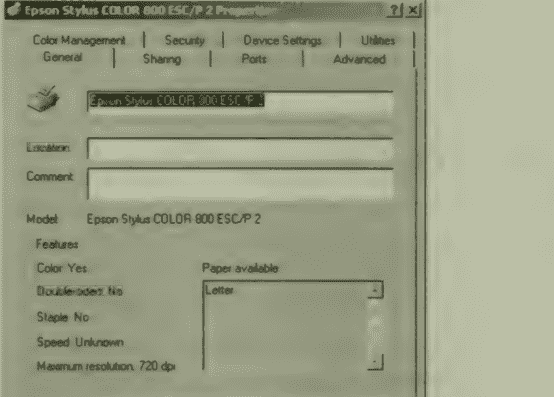 Epson Stylus COLOR 800 ESC/P 2 Properties
Color Management Security Device Settings Utilities
General Sharing Ports Advanced
Epson Stylus COLOR 800 ESC/P 2
Location:
Comment:
Model: Epson Stylus COLOR 800 ESC/P 2
Features
Color: Yes Paper available:
Double-sided: No Letter
Staple: No
Speed: Unknown
Maximum resolution: 720 dpi